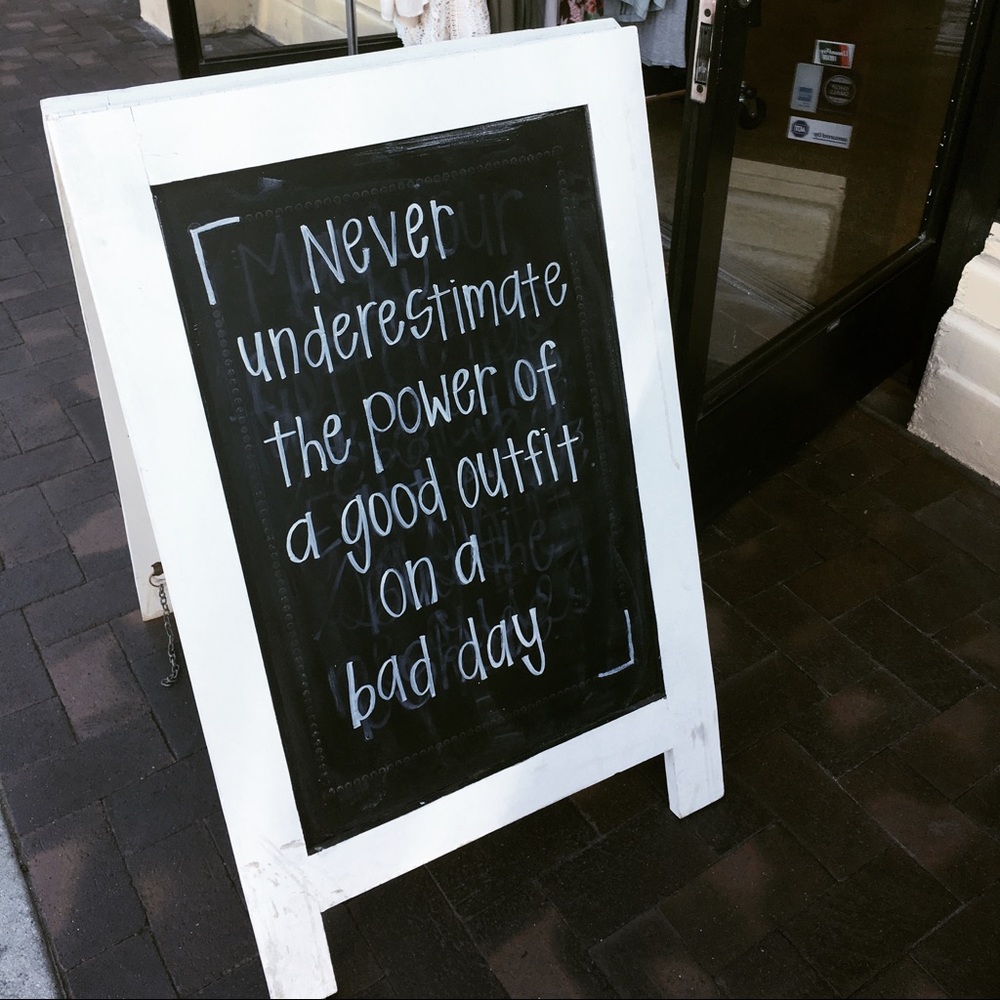 Never
underestimate
the power of
a good outfit
on a
bad day